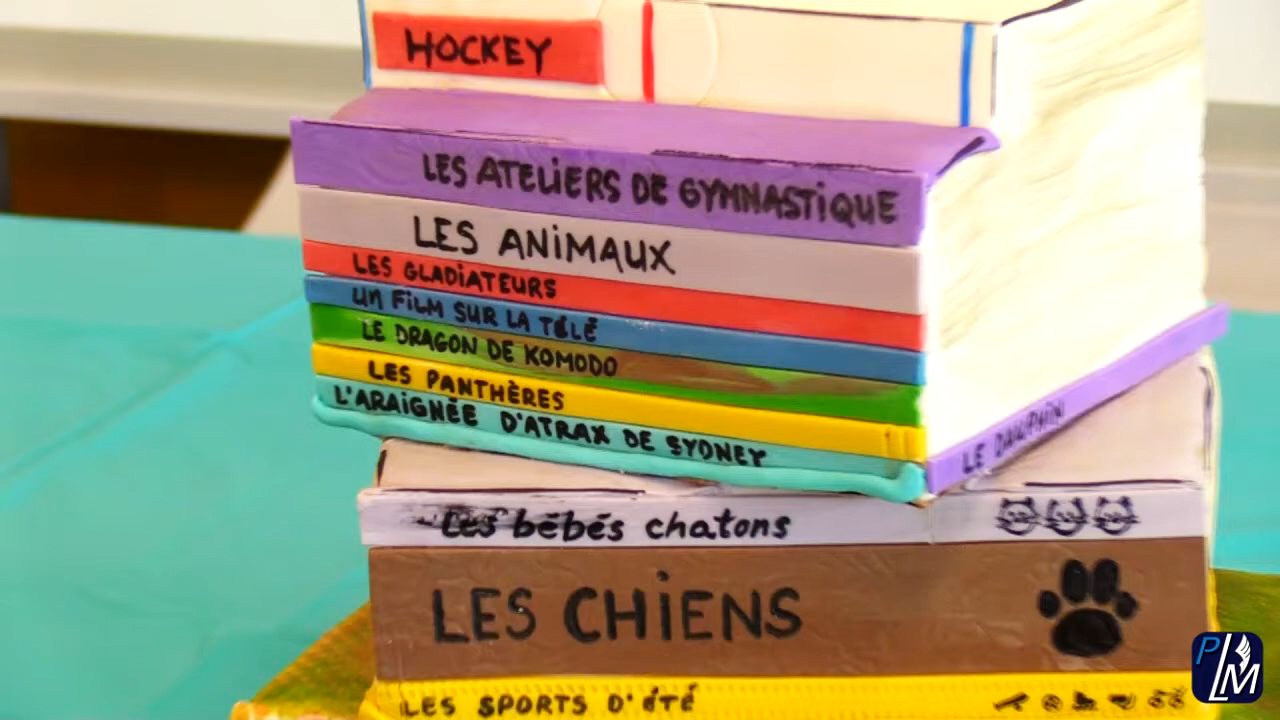 HOCKEY
LES ATELIERS DE GYMNASTIQUE
LES ANIMAUX
LES GLADIATEURS
UN FILM SUR LA TÉLÉ
LE DRAGON DE KOMODO
LES PANTHÈRES
L'ARAIGNÉE D'ATRAX DE SYDNEY
LE DAUPHIN
Les bébés chatons
LES CHIENS
LES SPORTS D'ÉTÉ
PLM